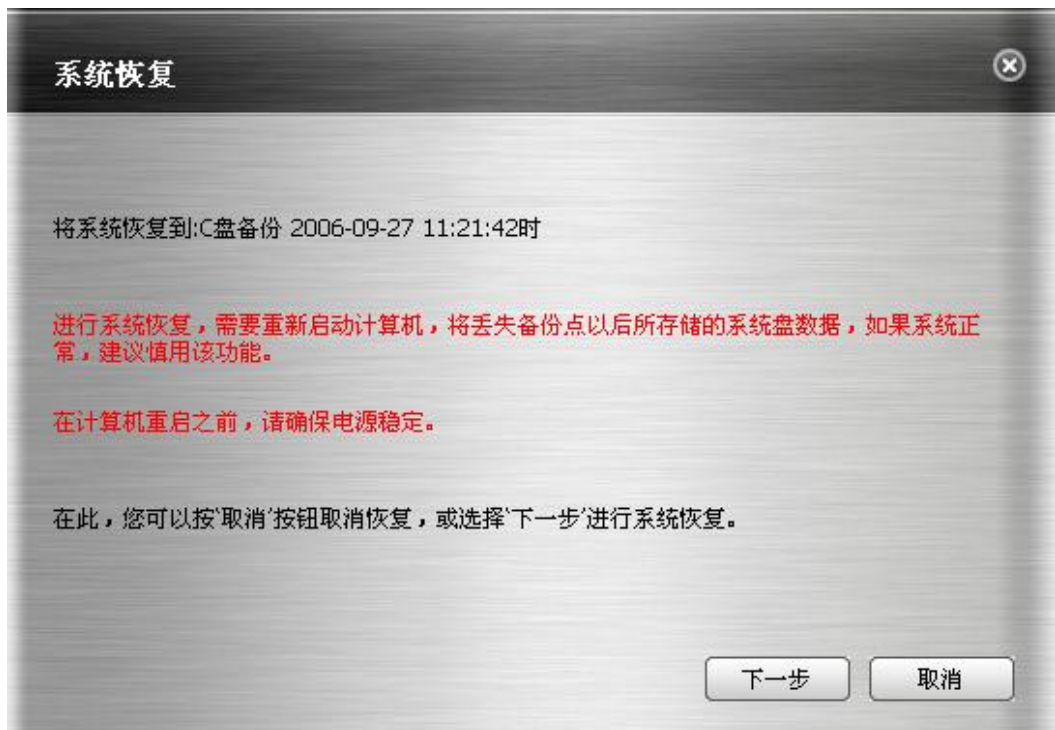 系统恢复
将系统恢复到:C盘备份 2006-09-27 11:21:42时
进行系统恢复，需要重新启动计算机，将丢失备份点以后所存储的系统盘数据，如果系统正
常，建议慎用该功能。
在计算机重启之前，请确保电源稳定。
在此，您可以按'取消'按钮取消恢复，或选择'下一步'进行系统恢复。
下一步 取消